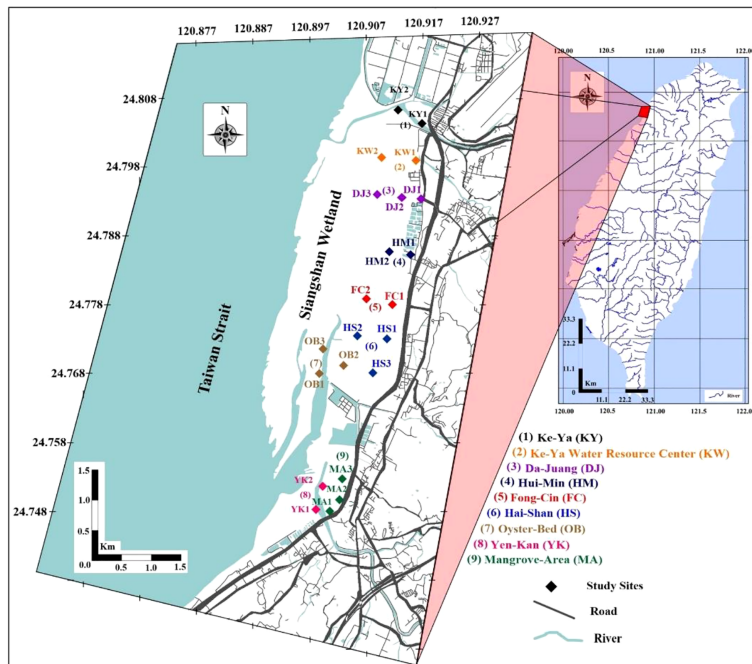 120.877 120.887 120.897 120.907 120.917 120.927
120.00 120.5 121.00 121.5 122.0
24.808
24.798
24.788
24.778
24.768
24.758
24.748
N
N
KY2
KY1
(1)
KW2
KW1
(2)
DJ3
(3)
DJ1
DJ2
HM1
HM2
(4)
FC2
FC1
(5)
HS2
HS1
(6)
HS3
OB3
(7)
OB2
OB1
(9)
MA3
YK2
MA2
(8)
MA1
YK1
Siangshan Wetland
Taiwan Strait
1.5
1.0
0.5
Km
0.0
0.5 1.0 1.5
33.3
22.2
11.1
Km
0
11.1 22.2 33.3
River
120.00 120.5 121.00 121.5 122.0
(1) Ke-Ya (KY)
(2) Ke-Ya Water Resource Center (KW)
(3) Da-Juang (DJ)
(4) Hui-Min (HM)
(5) Fong-Cin (FC)
(6) Hai-Shan (HS)
(7) Oyster-Bed (OB)
(8) Yen-Kan (YK)
(9) Mangrove-Area (MA)
Study Sites
Road
River